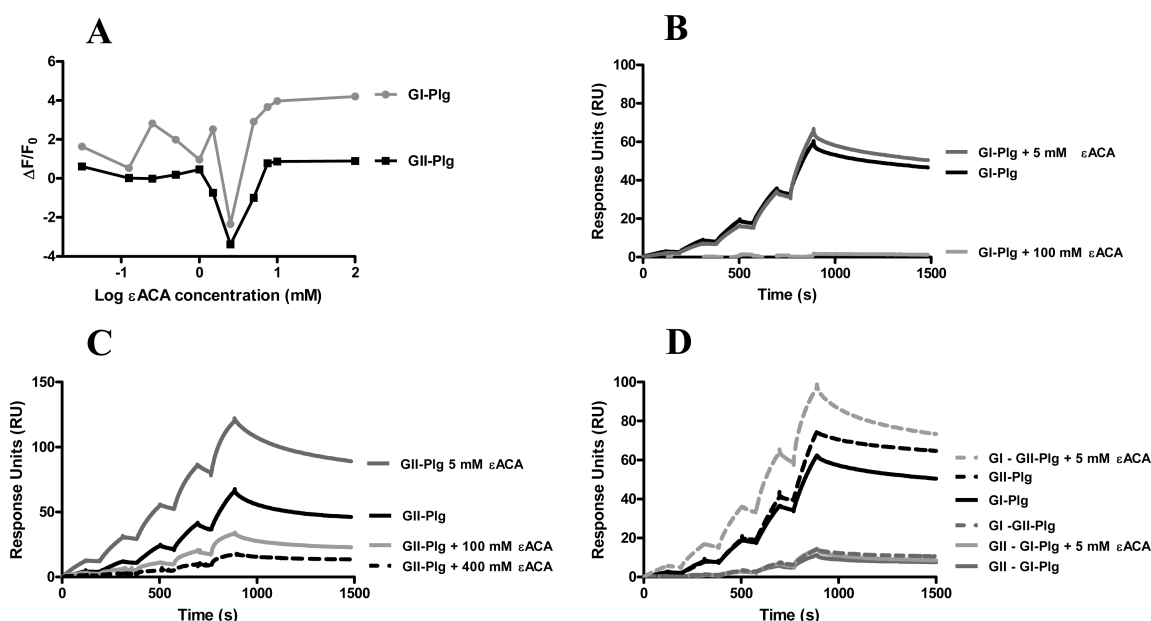 A
6
4
2
0
-2
-4
ΔF/F0
-1
0
1
2
Log εACA concentration (mM)
GI-Plg
GII-Plg
B
100
80
60
40
20
0
Response Units (RU)
0
500
1000
1500
Time (s)
GI-Plg + 5 mM εACA
GI-Plg
GI-Plg + 100 mM εACA
C
150
100
50
0
Response Units (RU)
0
500
1000
1500
Time (s)
GII-Plg 5 mM εACA
GII-Plg
GII-Plg + 100 mM εACA
GII-Plg + 400 mM εACA
D
100
80
60
40
20
0
Response Units (RU)
0
500
1000
1500
Time (s)
GI - GII-Plg + 5 mM εACA
GII-Plg
GI-Plg
GI -GII-Plg
GII - GI-Plg + 5 mM εACA
GII - GI-Plg